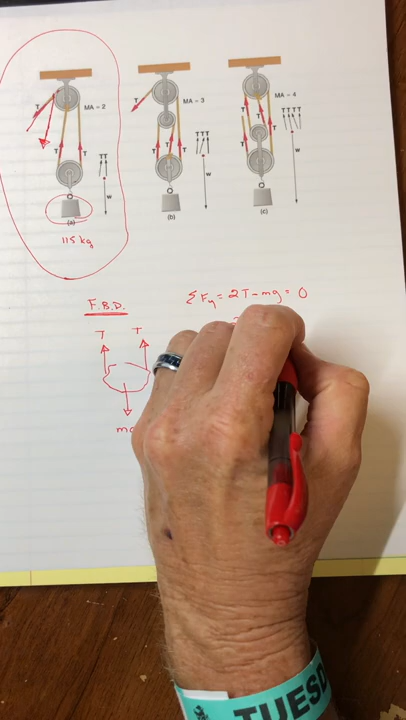 MA = 2
MA = 3
MA = 4
T
T T
T T
w
T
T T T
T T T
w
T
T T T
T T T T
w
(a)
(b)
(c)
115 kg
F.B.D.
ΣFy = 2T - mg = 0
T T
TUESD